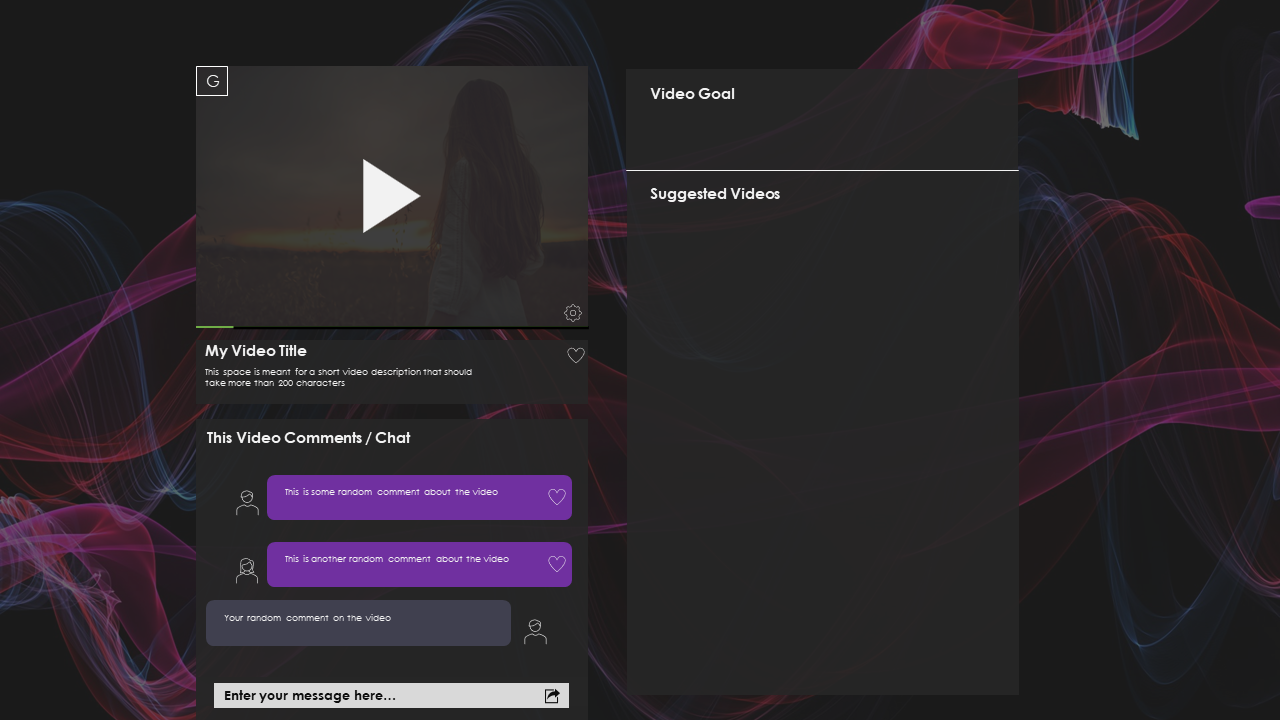 G
My Video Title
This space is meant for a short video description that should
take more than 200 characters
This Video Comments / Chat
This is some random comment about the video
This is another random comment about the video
Your random comment on the video
Enter your message here...
Video Goal
Suggested Videos